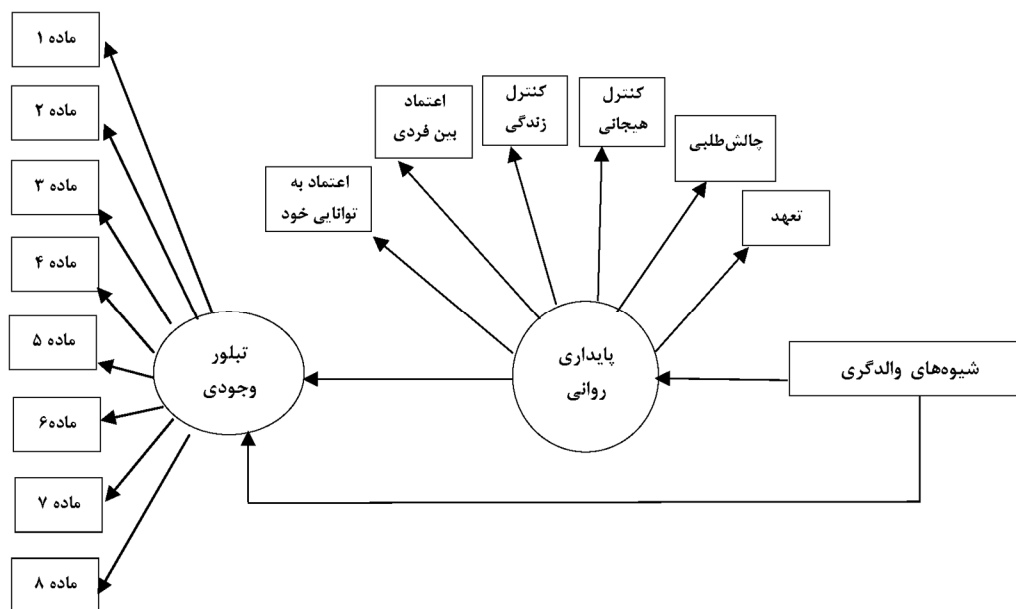 ماده ۱
ماده ۲
ماده ۳
ماده ۴
ماده ۵
ماده۶
ماده ۷
ماده ۸
تبلور
وجودی
اعتماد به
توانایی خود
اعتماد
بین فردی
کنترل
زندگی
کنترل
هیجانی
چالش‌طلبی
تعهد
پایداری
روانی
شیوه‌های والدگری